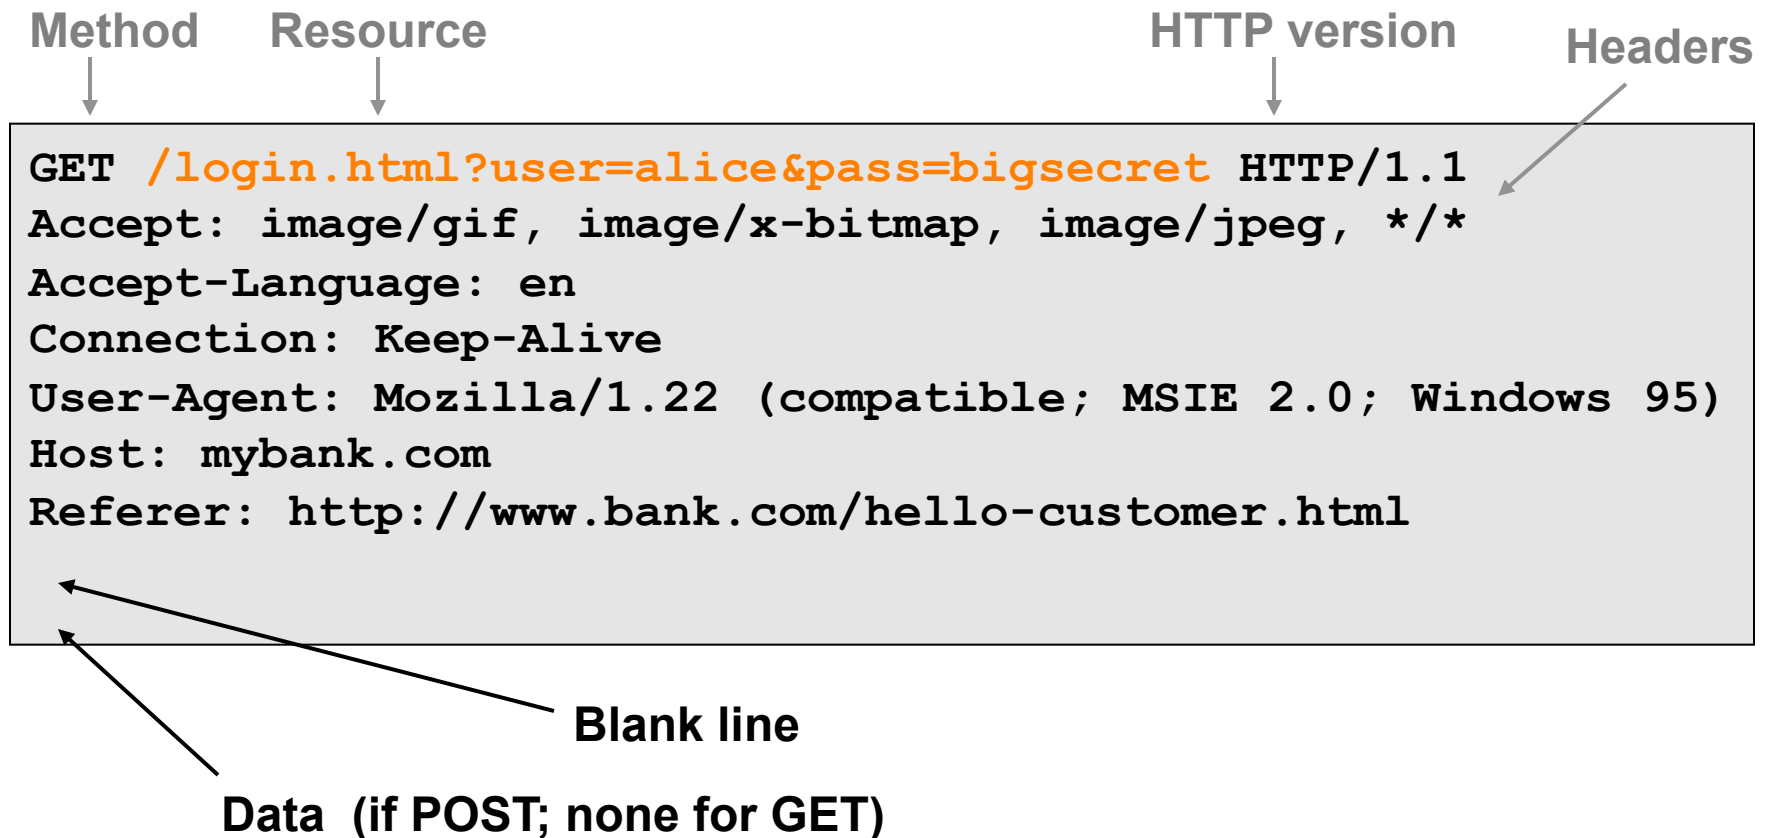 Method Resource HTTP version Headers
GET /login.html?user=alice&pass=bigsecret HTTP/1.1
Accept: image/gif, image/x-bitmap, image/jpeg, */*
Accept-Language: en
Connection: Keep-Alive
User-Agent: Mozilla/1.22 (compatible; MSIE 2.0; Windows 95)
Host: mybank.com
Referer: http://www.bank.com/hello-customer.html
Blank line
Data (if POST; none for GET)